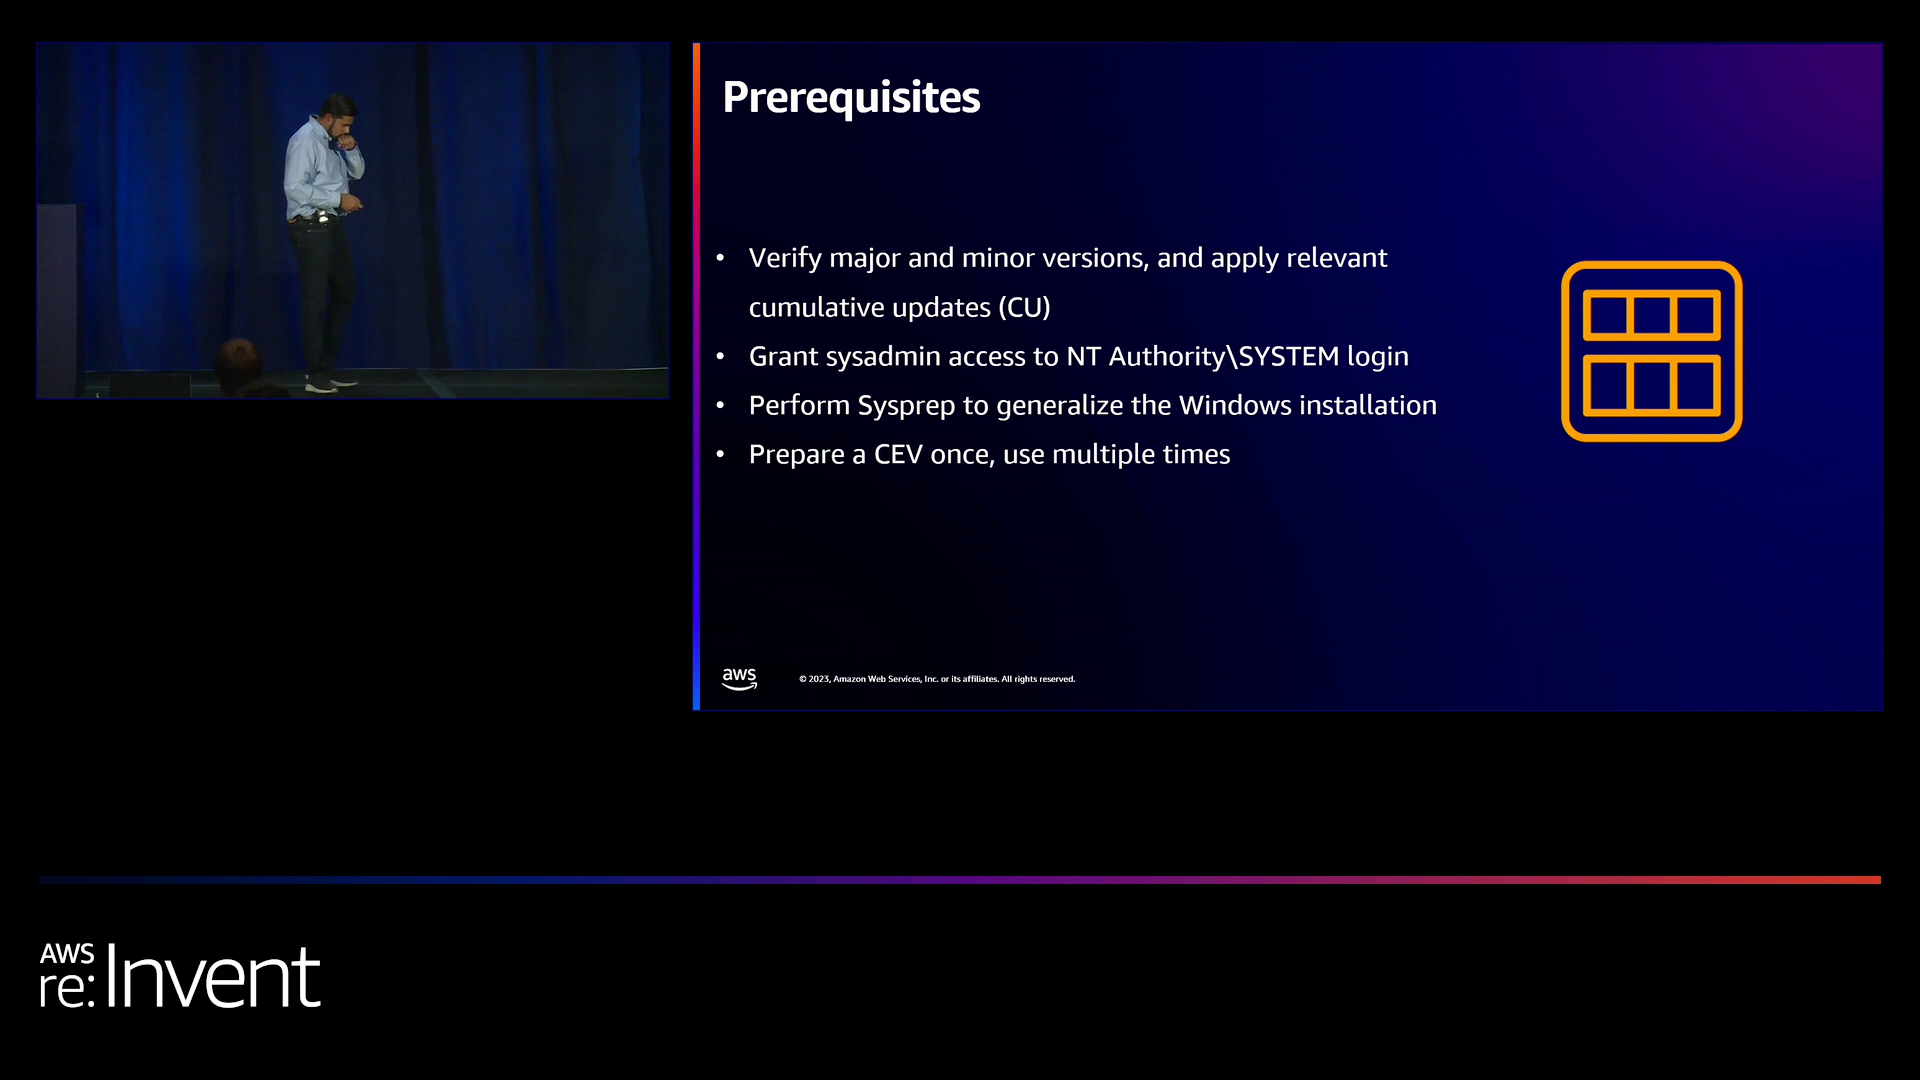 Prerequisites
• Verify major and minor versions, and apply relevant
cumulative updates (CU)
• Grant sysadmin access to NT Authority\SYSTEM login
• Perform Sysprep to generalize the Windows installation
• Prepare a CEV once, use multiple times
aws
© 2023, Amazon Web Services, Inc. or its affiliates. All rights reserved.
AWS
re:Invent